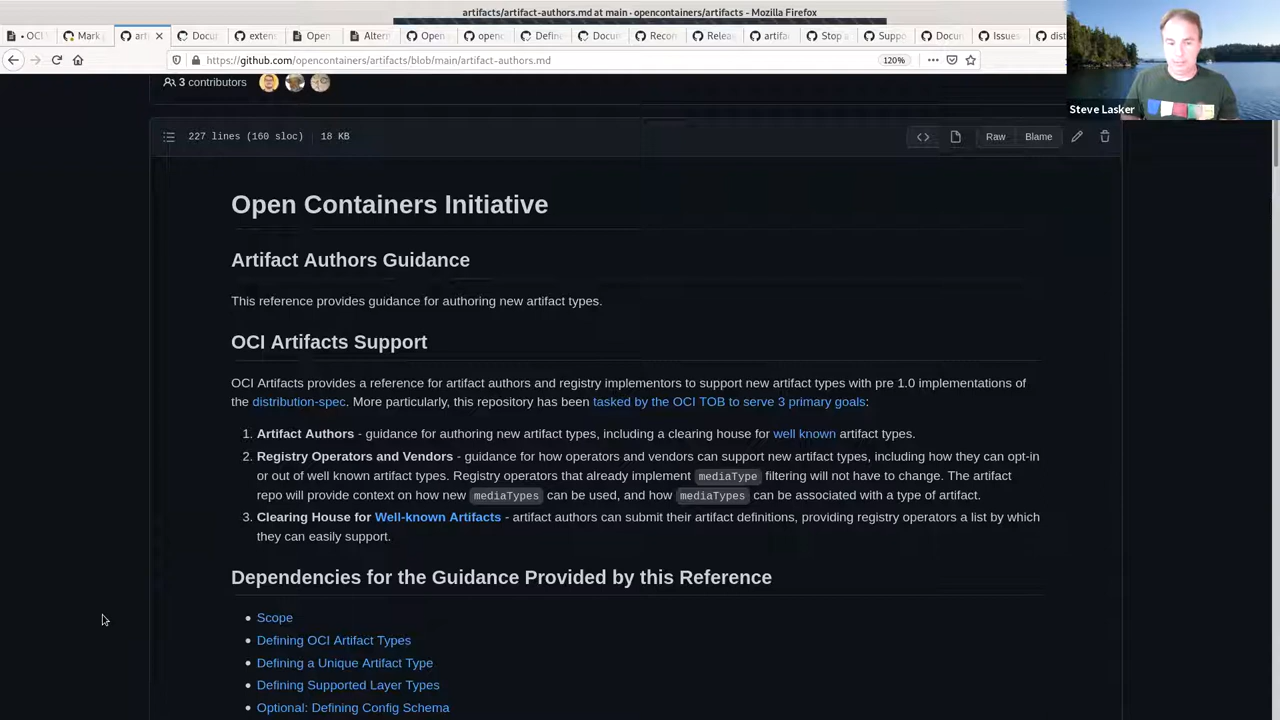 artifacts/artifact-authors.md at main · opencontainers/artifacts - Mozilla Firefox
• OCI
Mark
art
Docu
exten
Open
Altern
Open
openc
Define
Docu
Recon
Relea
artifac
Stop a
Suppo
Docu
Issues
dist
https://github.com/opencontainers/artifacts/blob/main/artifact-authors.md
120%
Steve Lasker
3 contributors
227 lines (160 sloc) | 18 KB
Raw
Blame
Open Containers Initiative
Artifact Authors Guidance
This reference provides guidance for authoring new artifact types.
OCI Artifacts Support
OCI Artifacts provides a reference for artifact authors and registry implementors to support new artifact types with pre 1.0 implementations of
the distribution-spec. More particularly, this repository has been tasked by the OCI TOB to serve 3 primary goals:
1. Artifact Authors - guidance for authoring new artifact types, including a clearing house for well known artifact types.
2. Registry Operators and Vendors - guidance for how operators and vendors can support new artifact types, including how they can opt-in
or out of well known artifact types. Registry operators that already implement mediaType filtering will not have to change. The artifact
repo will provide context on how new mediaTypes can be used, and how mediaTypes can be associated with a type of artifact.
3. Clearing House for Well-known Artifacts - artifact authors can submit their artifact definitions, providing registry operators a list by which
they can easily support.
Dependencies for the Guidance Provided by this Reference
• Scope
• Defining OCI Artifact Types
• Defining a Unique Artifact Type
• Defining Supported Layer Types
• Optional: Defining Config Schema